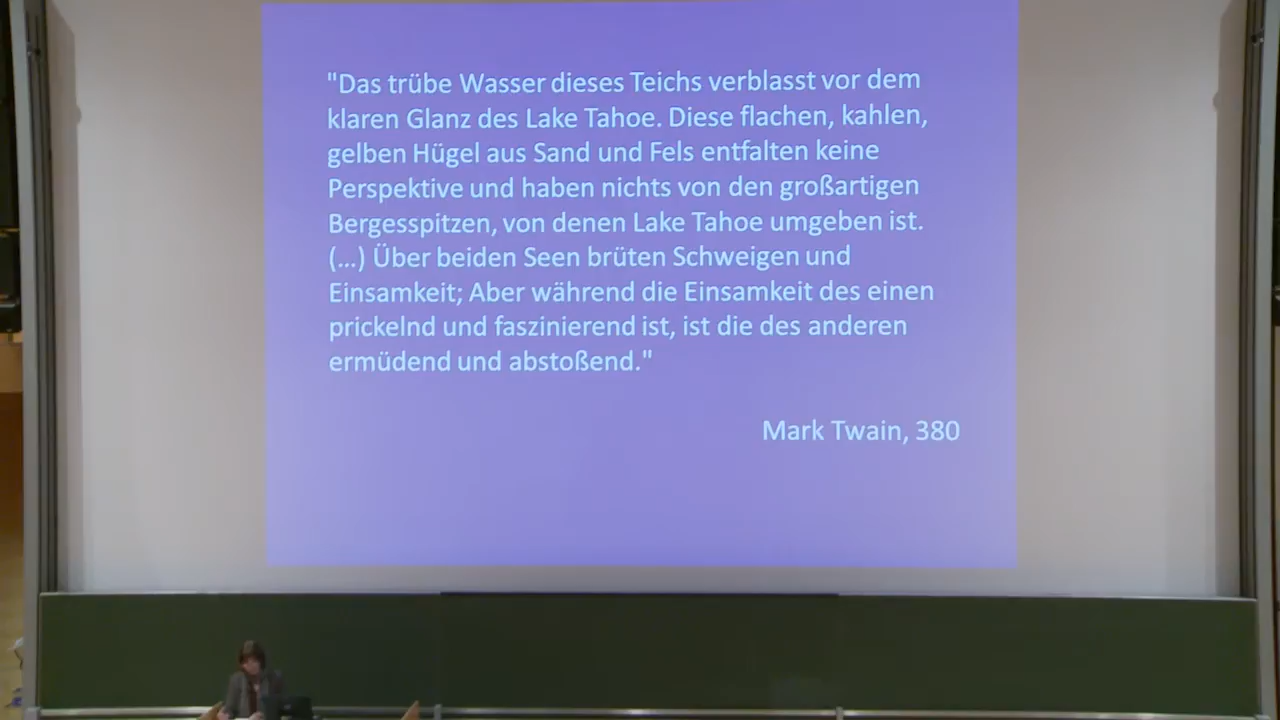 "Das trübe Wasser dieses Teichs verblasst vor dem
klaren Glanz des Lake Tahoe. Diese flachen, kahlen,
gelben Hügel aus Sand und Fels entfalten keine
Perspektive und haben nichts von den großartigen
Bergesspitzen, von denen Lake Tahoe umgeben ist.
(...) Über beiden Seen brüten Schweigen und
Einsamkeit; Aber während die Einsamkeit des einen
prickelnd und faszinierend ist, ist die des anderen
ermüdend und abstoßend."
Mark Twain, 380